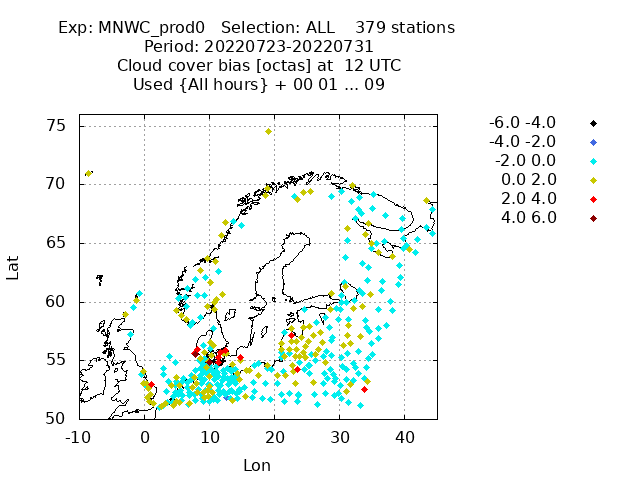 Exp: MNWC_prod0   Selection: ALL    379 stations
Period: 20220723-20220731
Cloud cover bias [octas] at  12 UTC
Used {All hours} + 00 01 ... 09
-6.0 -4.0
-4.0 -2.0
-2.0 0.0
0.0 2.0
2.0 4.0
4.0 6.0
75
70
65
60
55
50
Lat
-10 0 10 20 30 40
Lon